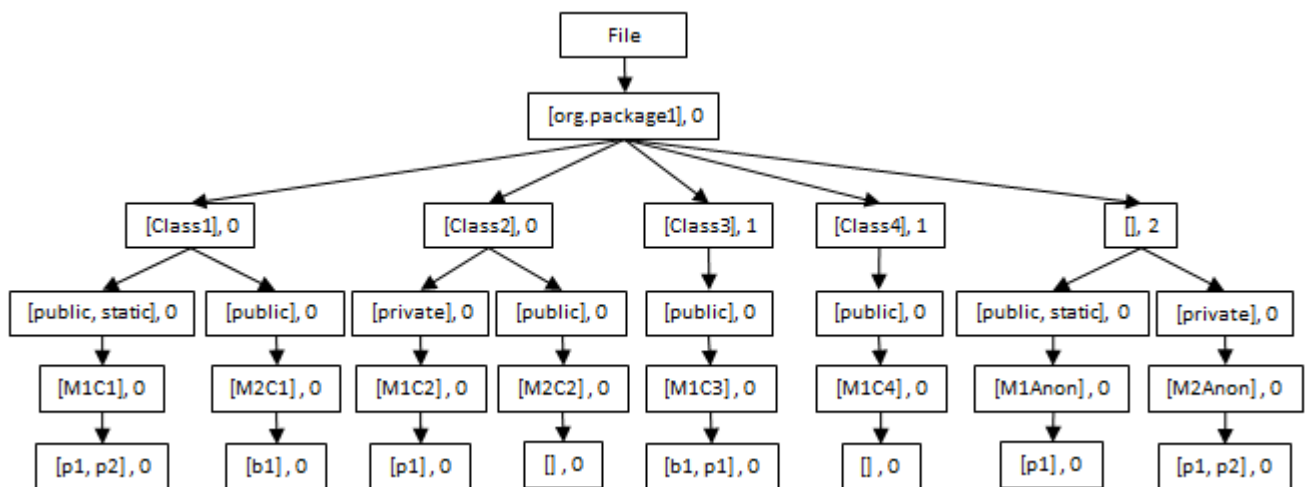 File
[org.package1], 0
[Class1], 0 [Class2], 0 [Class3], 1 [Class4], 1 [], 2
[public, static], 0 [public], 0 [private], 0 [public], 0 [public], 0 [public], 0 [public, static], 0 [private], 0
[M1C1], 0 [M2C1], 0 [M1C2], 0 [M2C2], 0 [M1C3], 0 [M1C4], 0 [M1Anon], 0 [M2Anon], 0
[p1, p2], 0 [b1], 0 [p1], 0 [], 0 [b1, p1], 0 [], 0 [p1], 0 [p1, p2], 0